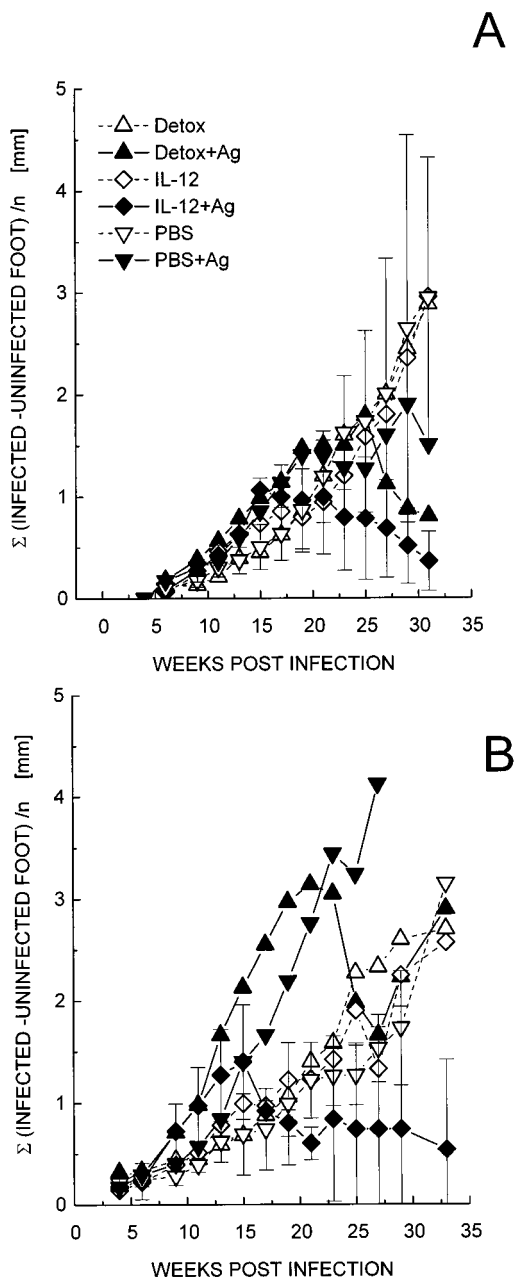 A
Σ (INFECTED -UNINFECTED FOOT) /n [mm]
5
4
3
2
1
0
Detox
Detox+Ag
IL-12
IL-12+Ag
PBS
PBS+Ag
0 5 10 15 20 25 30 35
WEEKS POST INFECTION
B
Σ (INFECTED -UNINFECTED FOOT) /n [mm]
5
4
3
2
1
0
0 5 10 15 20 25 30 35
WEEKS POST INFECTION